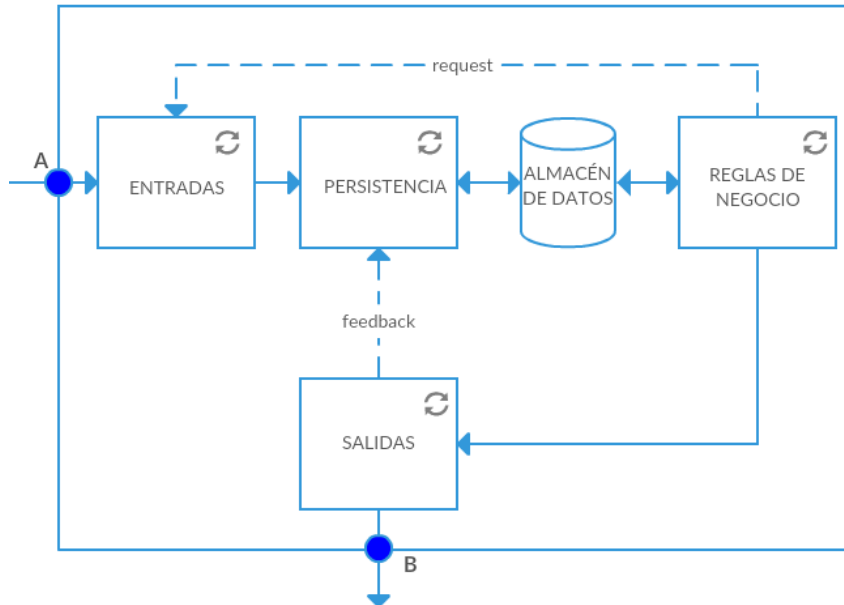 request
A
ENTRADAS
PERSISTENCIA
ALMACÉN
DE DATOS
REGLAS DE
NEGOCIO
feedback
SALIDAS
B